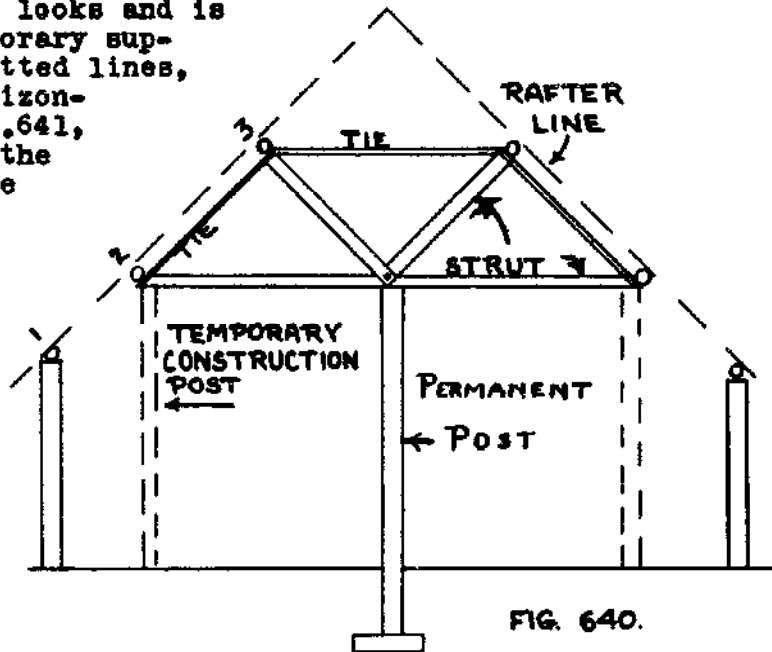 looks and is
orary sup-
tted lines,
izon-
.641,
the
e
RAFTER
LINE
3
TIE
2
TIE
STRUT
1
TEMPORARY
CONSTRUCTION
POST
PERMANENT
POST
FIG. 640.